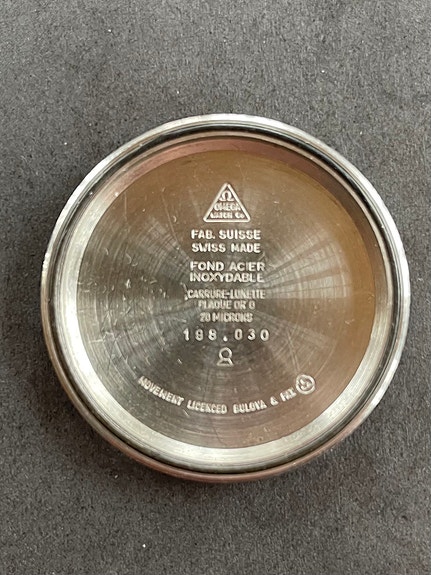 Ω
OMEGA
WATCH Co
FAB. SUISSE
SWISS MADE
FOND ACIER
INOXYDABLE
CARRURE-LUNETTE
PLAQUE OR G
20 MICRONS
198.030
MOVEMENT LICENCED BULOVA & PAX